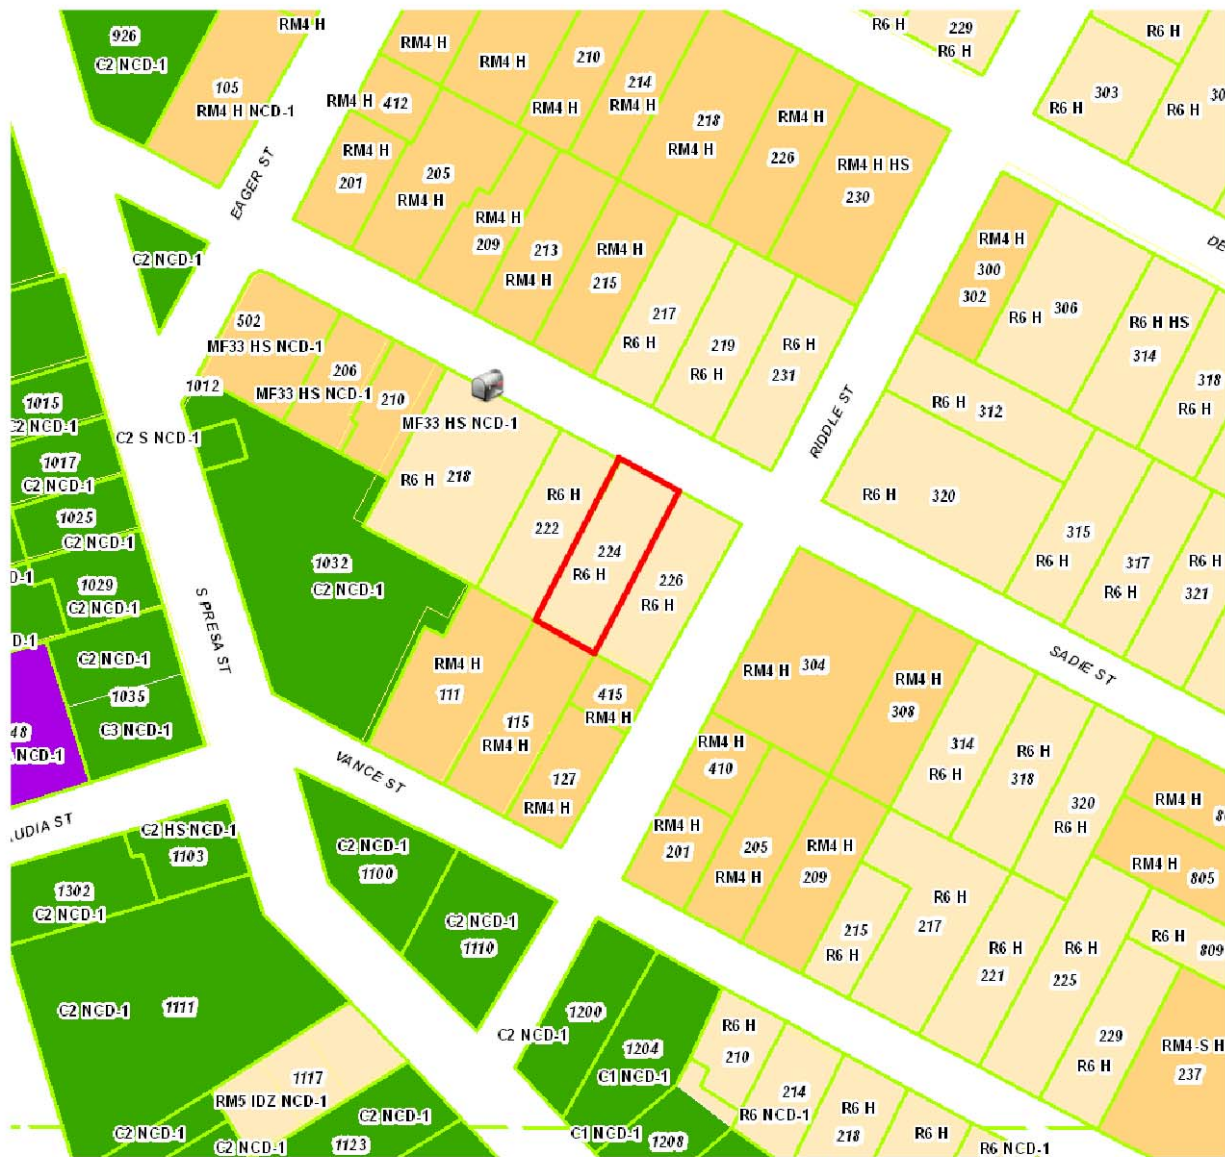 926
C2 NCD-1
RM4 H
105
RM4 H NCD-1
EAGER ST
RM4 H
RM4 H
412
RM4 H
201
205
RM4 H
RM4 H
210
RM4 H
214
RM4 H
218
RM4 H
RM4 H
226
RM4 H HS
230
R6 H
229
R6 H
R6 H
303
R6 H
R6 H
RM4 H
209
213
RM4 H
RM4 H
215
217
R6 H
219
R6 H
R6 H
231
RM4 H
300
302
R6 H
306
R6 H HS
314
318
R6 H
R6 H
312
R6 H
320
RIDDLE ST
315
R6 H
317
R6 H
R6 H
321
C2 NCD-1
502
MF33 HS NCD-1
206
MF33 HS NCD-1
210
MF33 HS NCD-1
1012
C2 S NCD-1
1015
C2 NCD-1
1017
C2 NCD-1
1025
C2 NCD-1
1029
C2 NCD-1
R6 H
218
R6 H
222
224
R6 H
226
R6 H
1032
C2 NCD-1
S PRESA ST
C2 NCD-1
1035
C3 NCD-1
RM4 H
111
115
RM4 H
415
RM4 H
127
RM4 H
VANCE ST
RM4 H
304
RM4 H
308
SADIE ST
RM4 H
410
RM4 H
201
205
RM4 H
RM4 H
209
314
R6 H
R6 H
318
320
R6 H
RM4 H
RM4 H
805
R6 H
809
215
R6 H
R6 H
217
R6 H
221
R6 H
225
229
R6 H
RM4-S H
237
C2 HS NCD-1
1103
1302
C2 NCD-1
C2 NCD-1
1100
C2 NCD-1
1110
C2 NCD-1
1111
1117
RM5 IDZ NCD-1
C2 NCD-1
C2 NCD-1
C2 NCD-1
1123
1200
C2 NCD-1
1204
C1 NCD-1
C1 NCD-1
1208
R6 H
210
214
R6 NCD-1
R6 H
218
R6 H
R6 NCD-1